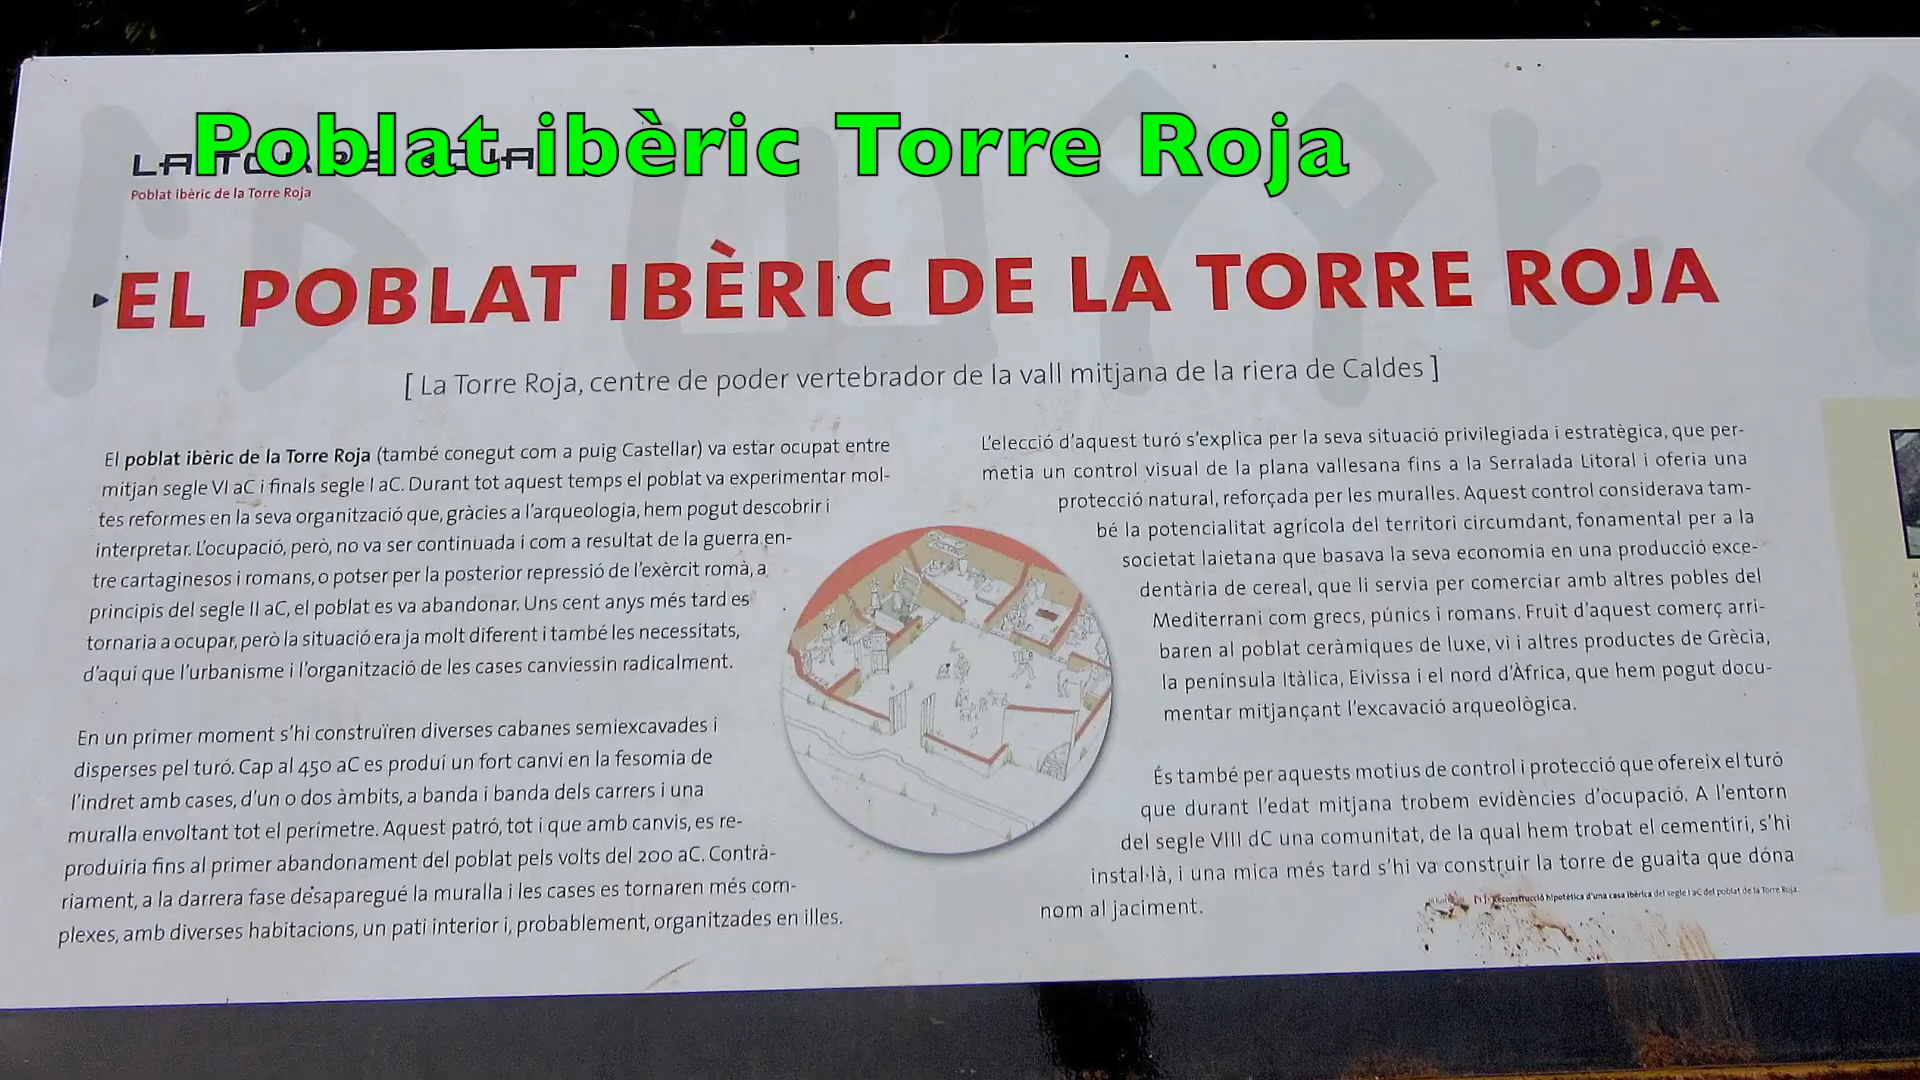 Poblat ibèric Torre Roja
LA TORRE ROJA
Poblat ibèric de la Torre Roja
EL POBLAT IBÈRIC DE LA TORRE ROJA
[ La Torre Roja, centre de poder vertebrador de la vall mitjana de la riera de Caldes ]
El poblat ibèric de la Torre Roja (també conegut com a puig Castellar) va estar ocupat entre
mitjan segle VI aC i finals segle I aC. Durant tot aquest temps el poblat va experimentar mol-
tes reformes en la seva organització que, gràcies a l'arqueologia, hem pogut descobrir i
interpretar. L'ocupació, però, no va ser continuada i com a resultat de la guerra en-
tre cartaginesos i romans, o potser per la posterior repressió de l'exèrcit romà, a
principis del segle II aC, el poblat es va abandonar. Uns cent anys més tard es
tornaria a ocupar, però la situació era ja molt diferent i també les necessitats,
d'aquí que l'urbanisme i l'organització de les cases canviessin radicalment.
En un primer moment s'hi construïren diverses cabanes semiexcavades i
disperses pel turó. Cap al 450 aC es produí un fort canvi en la fesomia de
l'indret amb cases, d'un o dos àmbits, a banda i banda dels carrers i una
muralla envoltant tot el perímetre. Aquest patró, tot i que amb canvis, es re-
produiria fins al primer abandonament del poblat pels volts del 200 aC. Contrà-
riament, a la darrera fase desaparegué la muralla i les cases es tornaren més com-
plexes, amb diverses habitacions, un pati interior i, probablement, organitzades en illes.
L'elecció d'aquest turó s'explica per la seva situació privilegiada i estratègica, que per-
metia un control visual de la plana vallesana fins a la Serralada Litoral i oferia una
protecció natural, reforçada per les muralles. Aquest control considerava tam-
bé la potencialitat agrícola del territori circumdant, fonamental per a la
societat laietana que basava la seva economia en una producció exce-
dentària de cereal, que li servia per comerciar amb altres pobles del
Mediterrani com grecs, púnics i romans. Fruit d'aquest comerç arri-
baren al poblat ceràmiques de luxe, vi i altres productes de Grècia,
la península Itàlica, Eivissa i el nord d'Àfrica, que hem pogut docu-
mentar mitjançant l'excavació arqueològica.
És també per aquests motius de control i protecció que ofereix el turó
que durant l'edat mitjana trobem evidències d'ocupació. A l'entorn
del segle VIII dC una comunitat, de la qual hem trobat el cementiri, s'hi
instal·là, i una mica més tard s'hi va construir la torre de guaita que dóna
nom al jaciment.
Reconstrucció hipotètica d'una casa ibèrica del segle I aC del poblat de la Torre Roja.